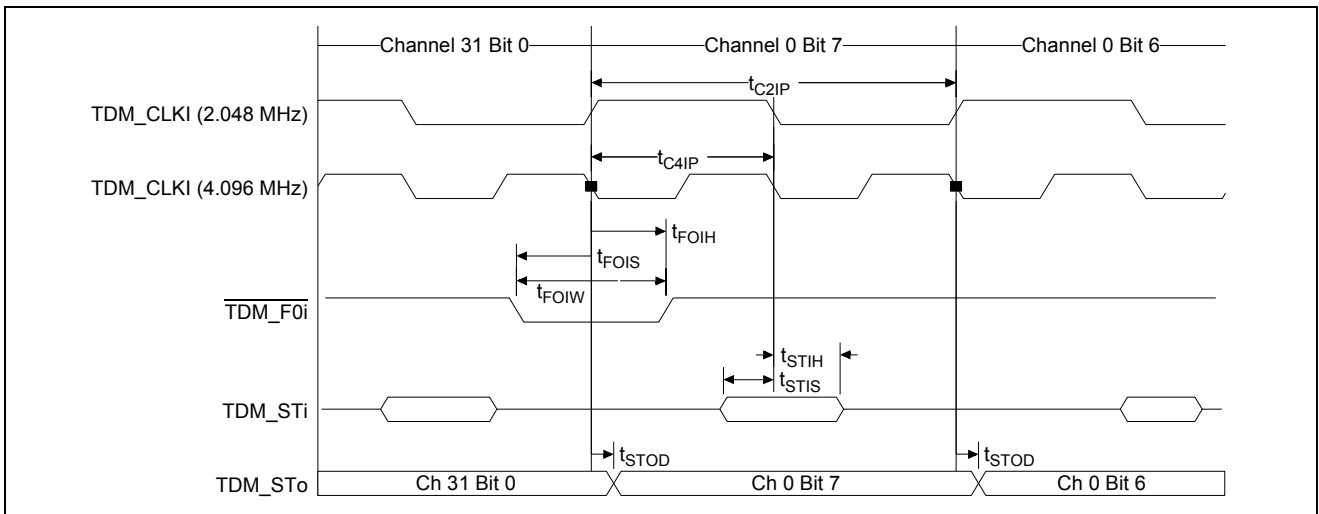 Channel 31 Bit 0 Channel 0 Bit 7 Channel 0 Bit 6
tC2IP
TDM_CLKI (2.048 MHz)
tC4IP
TDM_CLKI (4.096 MHz)
tFOIH
tFOIS
tFOIW
TDM_F0i
tSTIH
tSTIS
TDM_STi
tSTOD tSTOD
TDM_STo Ch 31 Bit 0 Ch 0 Bit 7 Ch 0 Bit 6